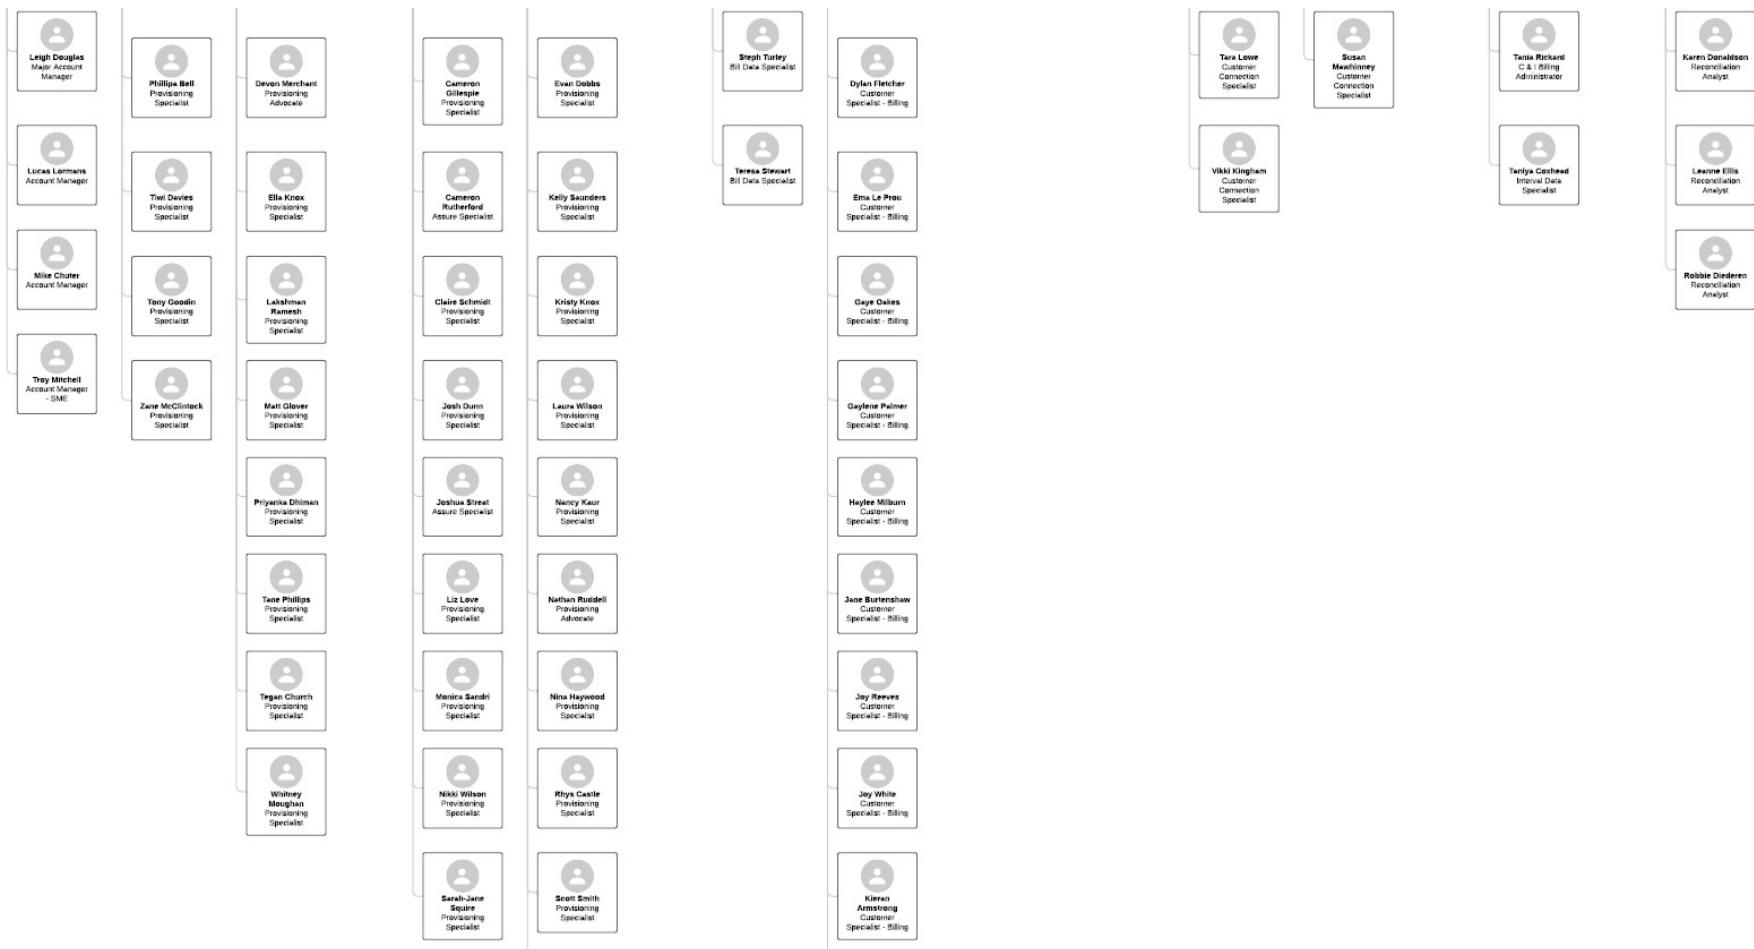 Leigh Douglas
Major Account
Manager
Lucas Lormans
Account Manager
Mike Chuter
Account Manager
Troy Mitchell
Account Manager
- SME
Phillipa Bell
Provisioning
Specialist
Tiwi Davies
Provisioning
Specialist
Tony Goodin
Provisioning
Specialist
Zane McClintock
Provisioning
Specialist
Devon Merchant
Provisioning
Advocate
Ella Knox
Provisioning
Specialist
Lakshman
Ramesh
Provisioning
Specialist
Matt Glover
Provisioning
Specialist
Priyanka Dhiman
Provisioning
Specialist
Tane Phillips
Provisioning
Specialist
Tegan Church
Provisioning
Specialist
Whitney
Moughan
Provisioning
Specialist
Cameron
Gillespie
Provisioning
Specialist
Cameron
Rutherford
Assure Specialist
Claire Schmidt
Provisioning
Specialist
Josh Dunn
Provisioning
Specialist
Joshua Streat
Assure Specialist
Liz Love
Provisioning
Specialist
Monica Sandri
Provisioning
Specialist
Nikki Wilson
Provisioning
Specialist
Sarah-Jane
Squire
Provisioning
Specialist
Evan Dobbs
Provisioning
Specialist
Kelly Saunders
Provisioning
Specialist
Kristy Knox
Provisioning
Specialist
Laura Wilson
Provisioning
Specialist
Nancy Kaur
Provisioning
Specialist
Nathan Ruddell
Provisioning
Advocate
Nina Haywood
Provisioning
Specialist
Rhys Castle
Provisioning
Specialist
Scott Smith
Provisioning
Specialist
Steph Turley
Bill Data Specialist
Teresa Stewart
Bill Data Specialist
Dylan Fletcher
Customer
Specialist - Billing
Ema Le Prou
Customer
Specialist - Billing
Gaye Oakes
Customer
Specialist - Billing
Gaylene Palmer
Customer
Specialist - Billing
Haylee Milburn
Customer
Specialist - Billing
Jane Burtenshaw
Customer
Specialist - Billing
Joy Reeves
Customer
Specialist - Billing
Joy White
Customer
Specialist - Billing
Kieran
Armstrong
Customer
Specialist - Billing
Tara Lowe
Customer
Connection
Specialist
Vikki Kingham
Customer
Connection
Specialist
Susan
Mawhinney
Customer
Connection
Specialist
Tania Rickard
C & I Billing
Administrator
Taniya Coxhead
Interval Data
Specialist
Karen Donaldson
Reconciliation
Analyst
Leanne Ellis
Reconciliation
Analyst
Robbie Diederen
Reconciliation
Analyst